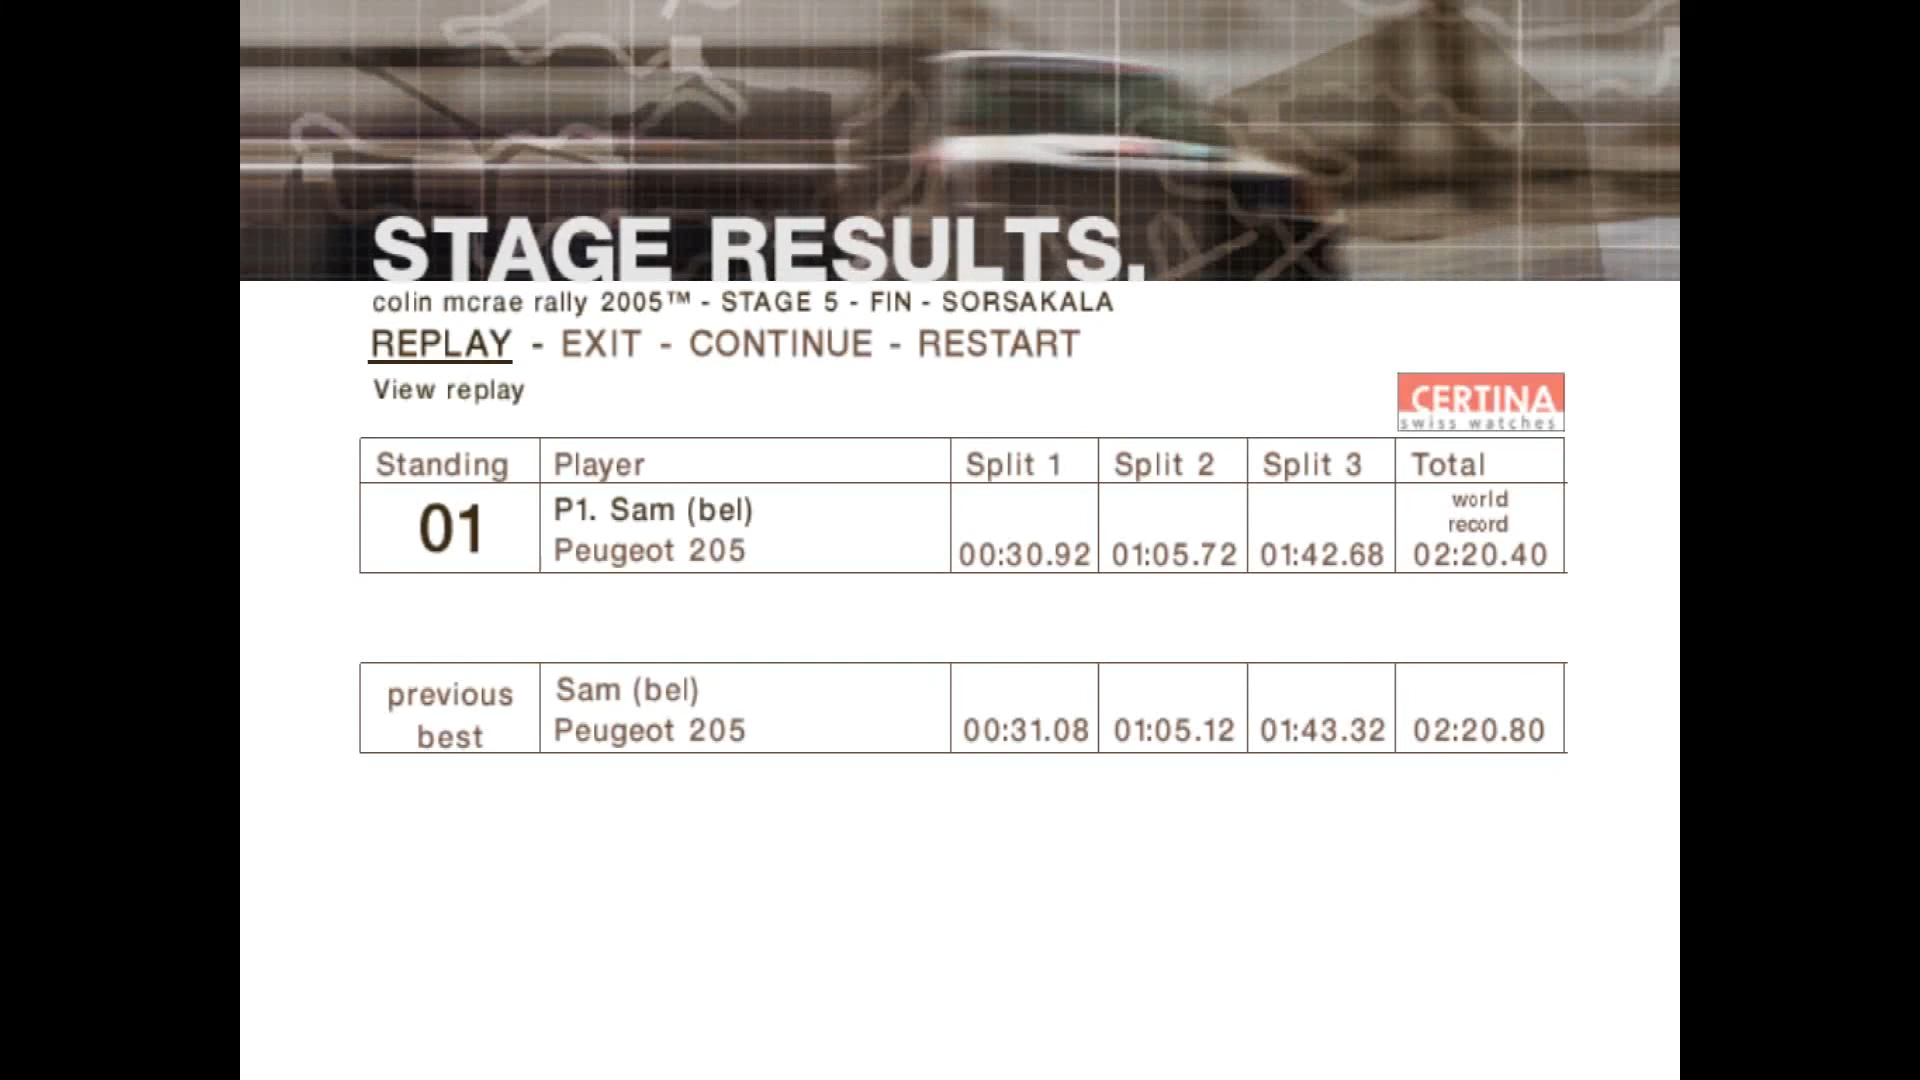 STAGE RESULTS.
colin mcrae rally 2005™ - STAGE 5 - FIN - SORSAKALA
REPLAY - EXIT - CONTINUE - RESTART
View replay
CERTINA
swiss watches
Standing Player Split 1 Split 2 Split 3 Total
01 P1. Sam (bel) world record
Peugeot 205 00:30.92 01:05.72 01:42.68 02:20.40
previous best Sam (bel)
Peugeot 205 00:31.08 01:05.12 01:43.32 02:20.80